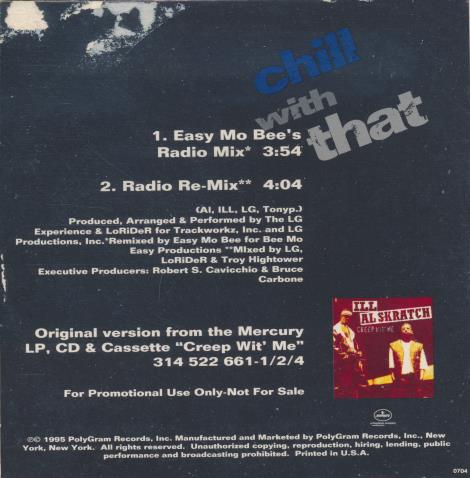 chill
with
that
1. Easy Mo Bee's
Radio Mix* 3:54
2. Radio Re-Mix** 4:04
(Al, ILL, LG, Tonyp.)
Produced, Arranged & Performed by The LG
Experience & LoRiDeR for Trackworkz, Inc. and LG
Productions, Inc.*Remixed by Easy Mo Bee for Bee Mo
Easy Productions **MIxed by LG,
LoRiDeR & Troy Hightower
Executive Producers: Robert S. Cavicchio & Bruce
Carbone
ILL
AL SKRATCH
CREEP WIT' ME
Original version from the Mercury
LP, CD & Cassette "Creep Wit' Me"
314 522 661-1/2/4
For Promotional Use Only-Not For Sale
℗© 1995 PolyGram Records, Inc. Manufactured and Marketed by PolyGram Records, Inc., New
York, New York. All rights reserved. Unauthorized copying, reproduction, hiring, lending, public
performance and broadcasting prohibited. Printed in U.S.A.
0704